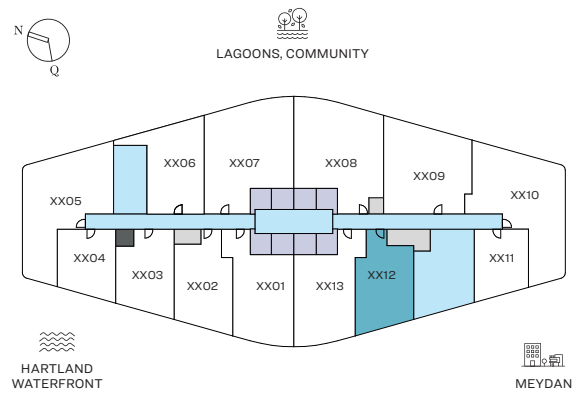 N
Q
LAGOONS, COMMUNITY
XX06
XX07
XX08
XX09
XX05
XX10
XX04
XX03
XX02
XX01
XX13
XX12
XX11
HARTLAND
WATERFRONT
MEYDAN